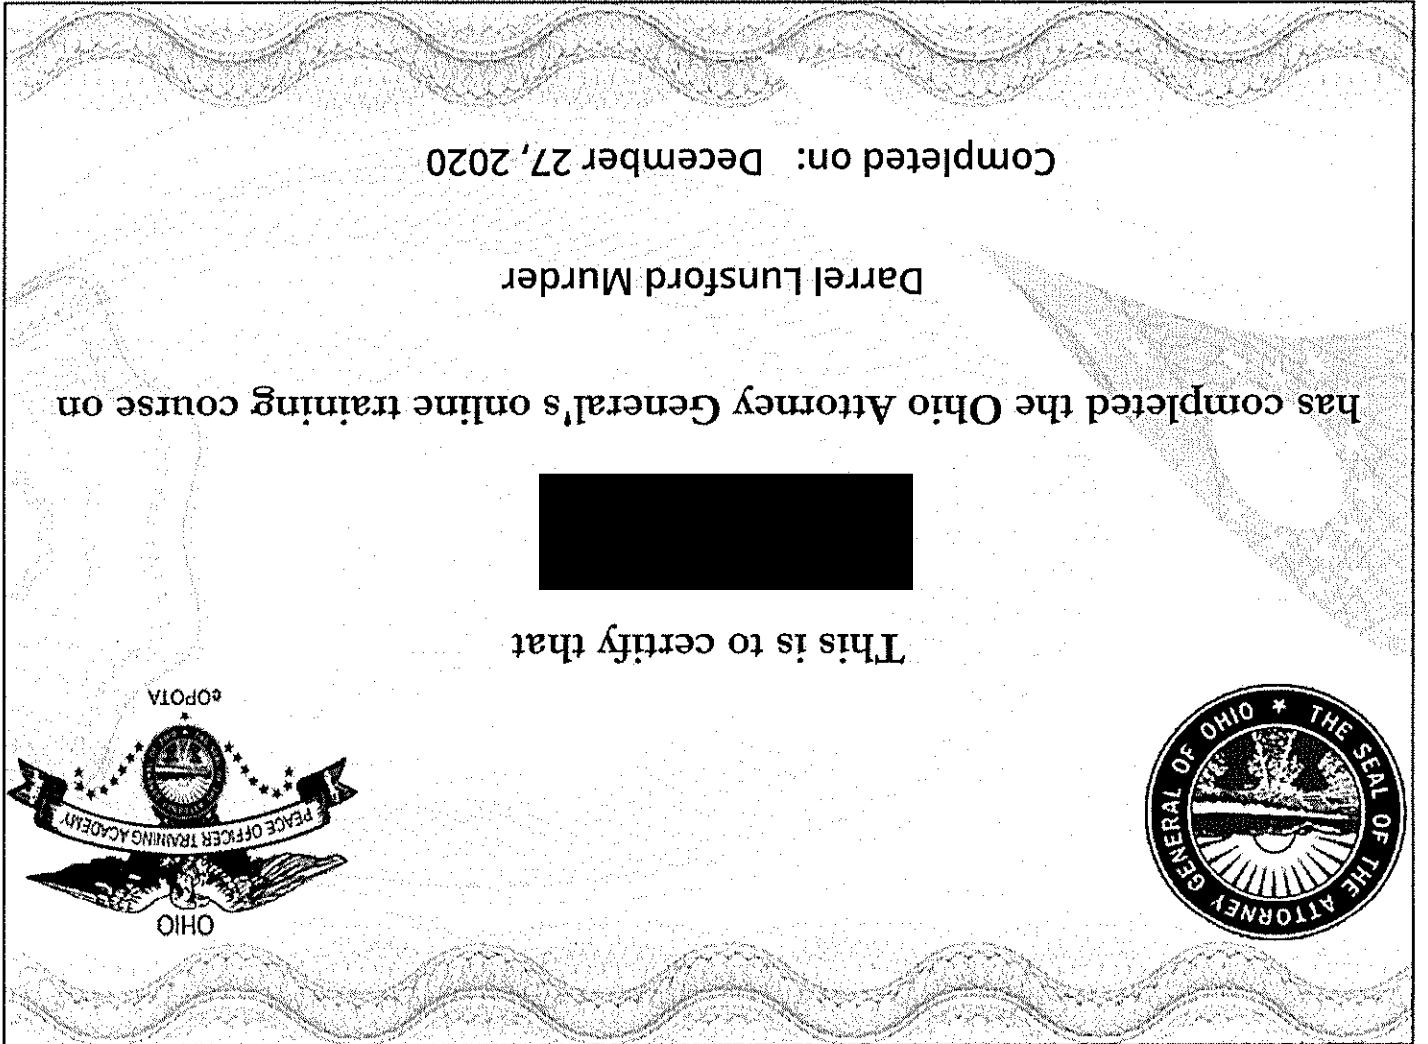 THE SEAL OF THE ATTORNEY GENERAL OF OHIO
OHIO
PEACE OFFICER TRAINING ACADEMY
eOPOTA
This is to certify that
has completed the Ohio Attorney General's online training course on
Darrel Lunsford Murder
Completed on: December 27, 2020